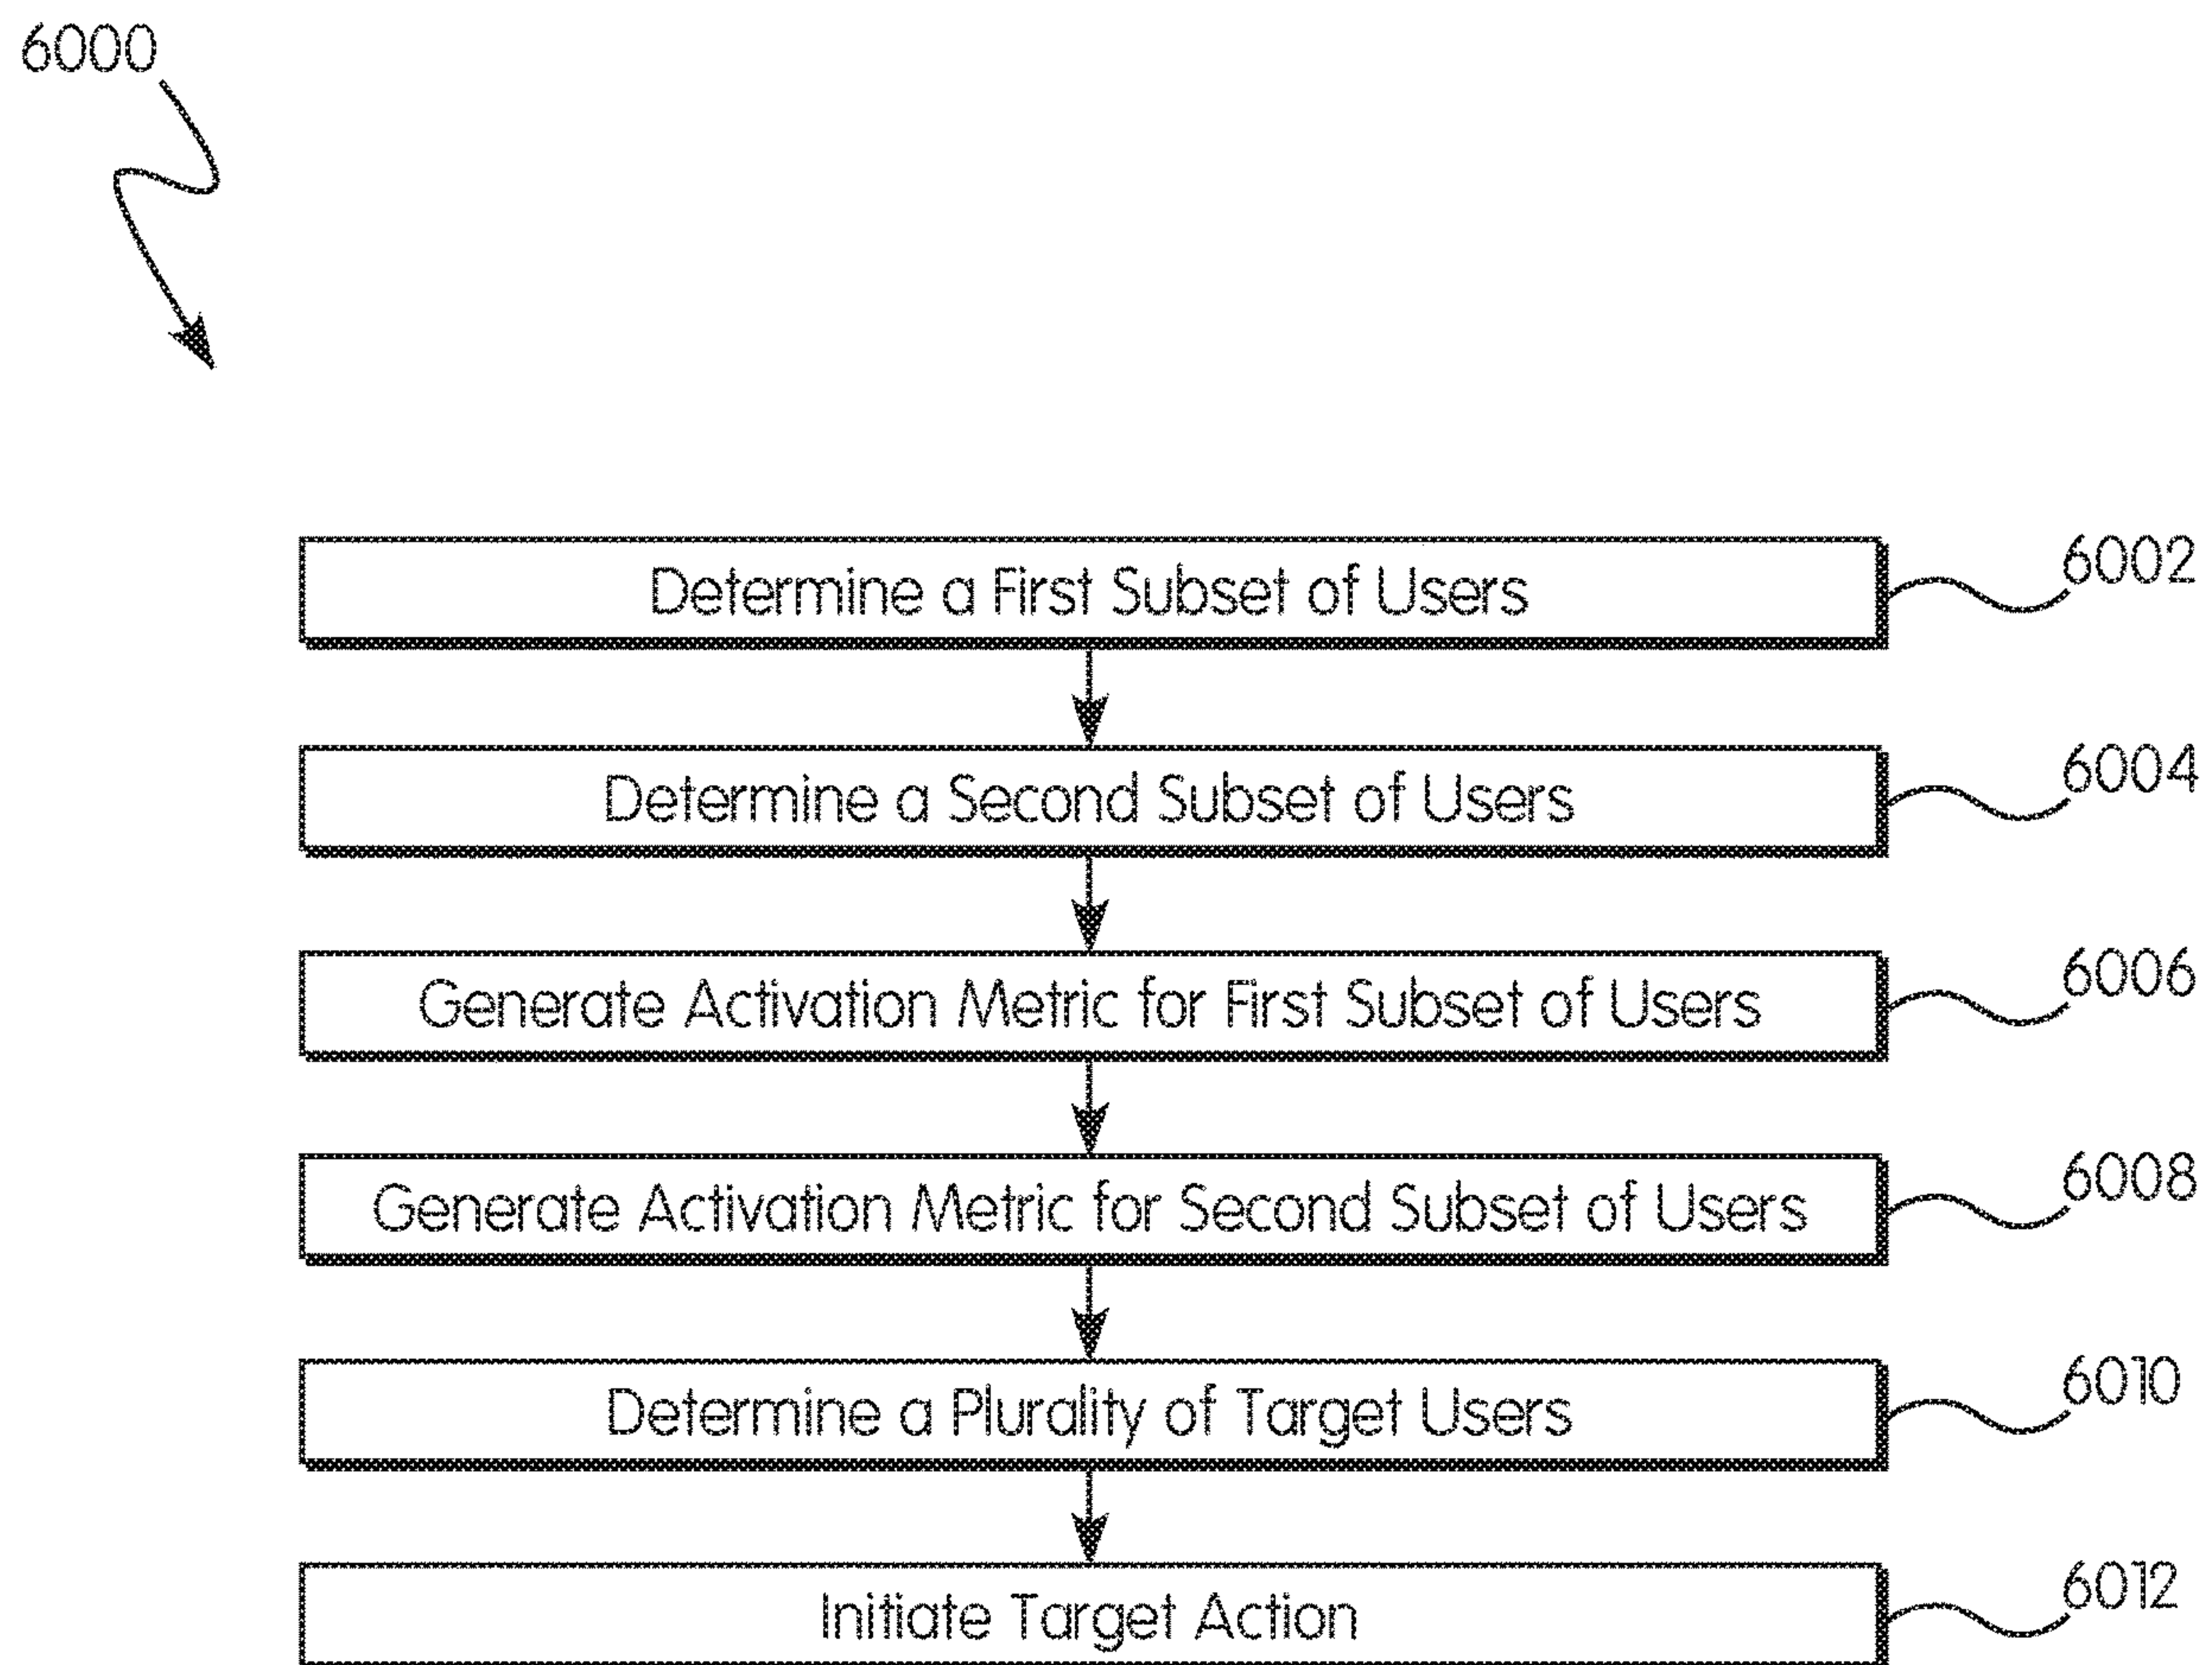 6000
Determine a First Subset of Users
6002
Determine a Second Subset of Users
6004
Generate Activation Metric for First Subset of Users
6006
Generate Activation Metric for Second Subset of Users
6008
Determine a Plurality of Target Users
6010
Initiate Target Action
6012